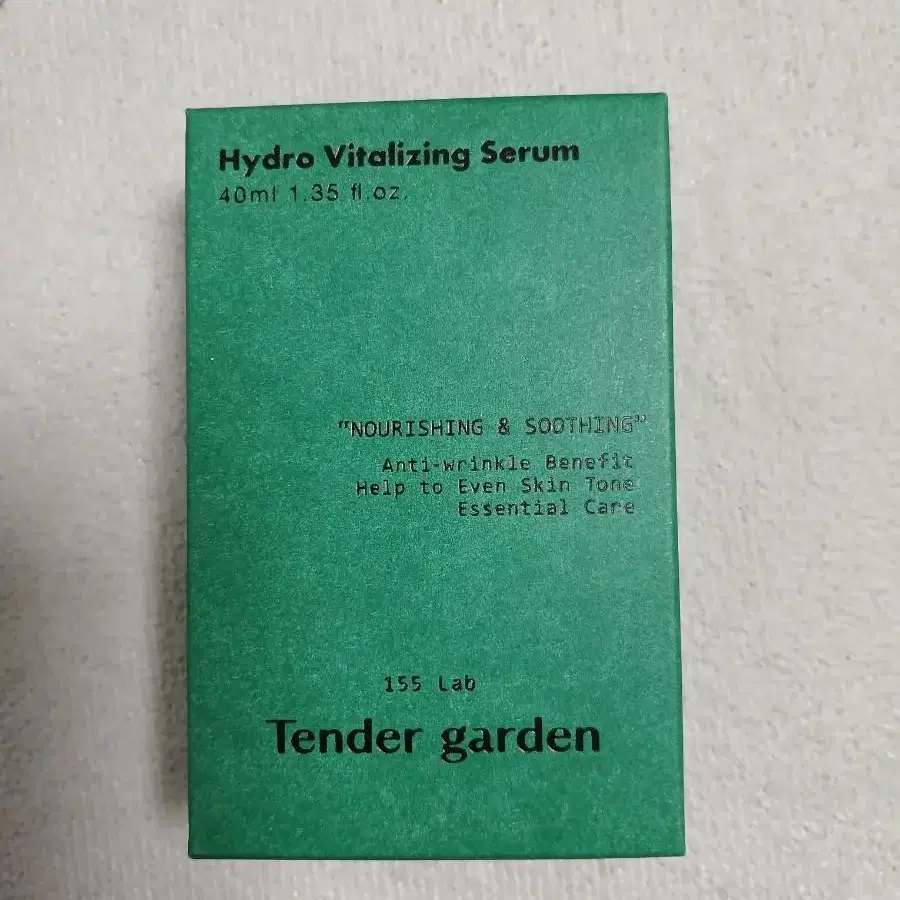 Hydro Vitalizing Serum
40ml 1.35 fl.oz.
"NOURISHING & SOOTHING"
Anti-wrinkle Benefit
Help to Even Skin Tone
Essential Care
155 Lab
Tender garden